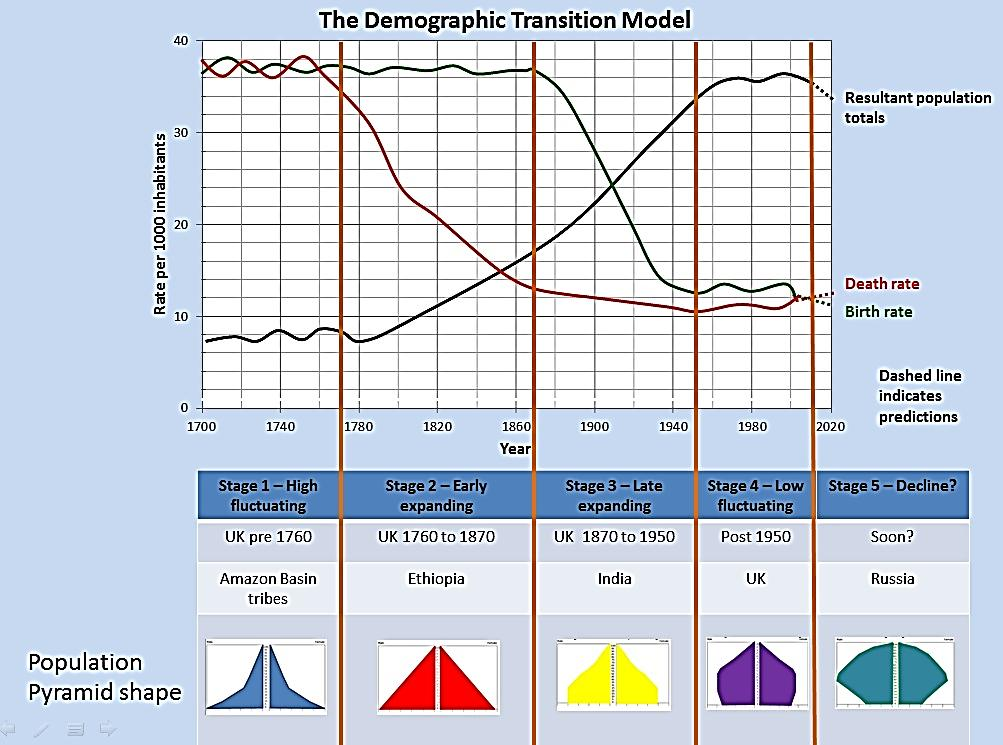 The Demographic Transition Model
Rate per 1000 inhabitants
40
30
20
10
0
1700
1740
1780
1820
1860
1900
1940
1980
2020
Year
Resultant population
totals
Death rate
Birth rate
Dashed line
indicates
predictions
Stage 1 – High
fluctuating
Stage 2 – Early
expanding
Stage 3 – Late
expanding
Stage 4 – Low
fluctuating
Stage 5 – Decline?
UK pre 1760
UK 1760 to 1870
UK 1870 to 1950
Post 1950
Soon?
Amazon Basin
tribes
Ethiopia
India
UK
Russia
Population
Pyramid shape